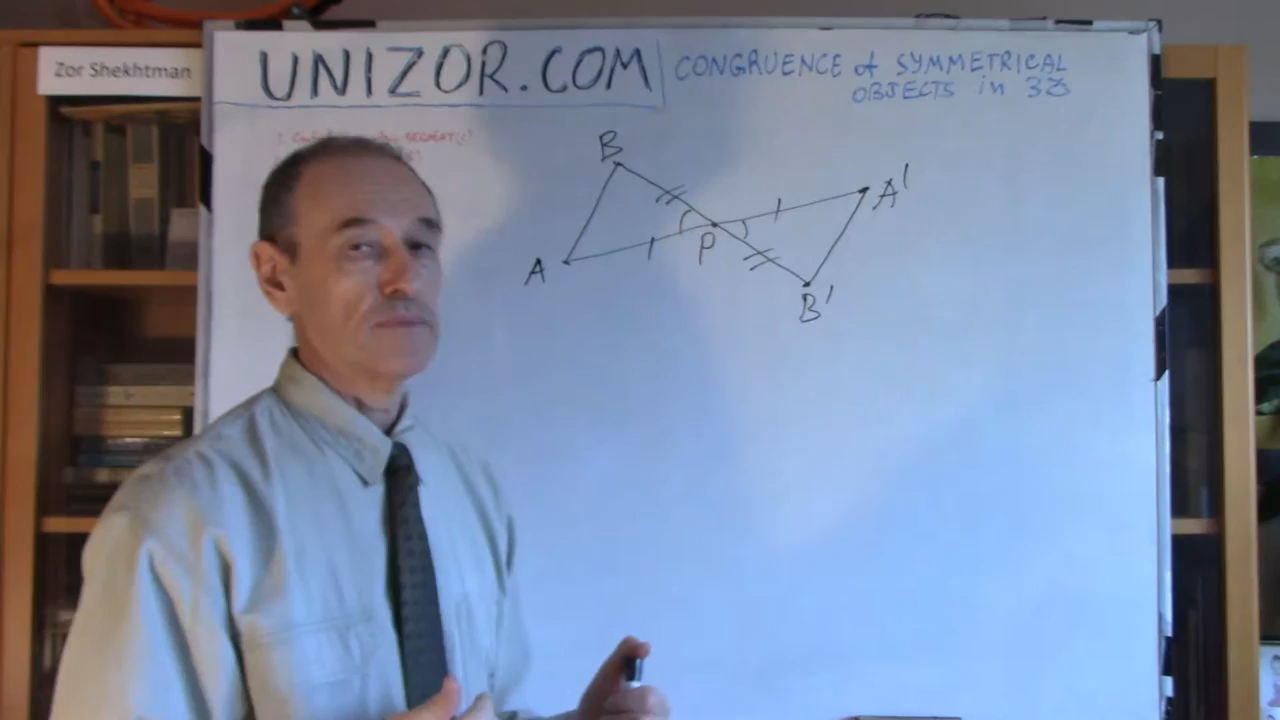 Zor Shekhtman
UNIZOR.COM
CONGRUENCE of SYMMETRICAL
OBJECTS in 3D
B
A'
P
A
B'